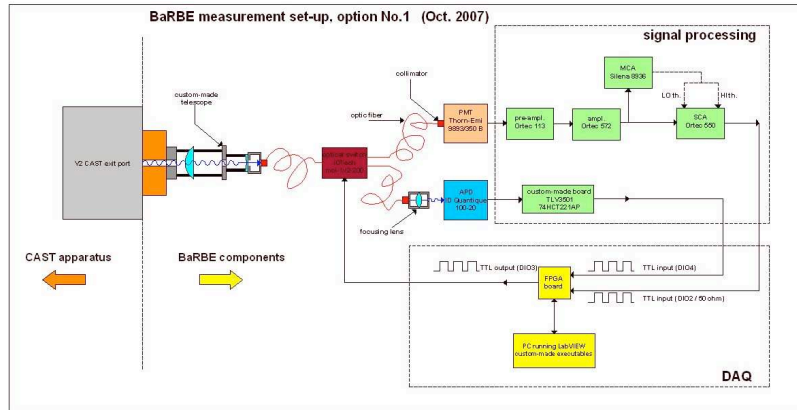 BaRBE measurement set-up, option No.1 (Oct. 2007)
signal processing
collimator
custom-made
telescope
optic fiber
MCA
Silena 8936
LO th.
HI th.
V2 CAST exit port
PMT
Thorn-Emi
9893/350 B
pre-ampl.
Ortec 113
ampl.
Ortec 572
SCA
Ortec 550
optical switch
APD
ID Quantique
100-20
custom-made board
TLV3501
74HCT221AP
focusing lens
CAST apparatus
BaRBE components
TTL output (DIO3)
FPGA
board
TTL input (DIO4)
TTL input (DIO2 / 50 ohm)
PC running LabVIEW
custom-made executables
DAQ